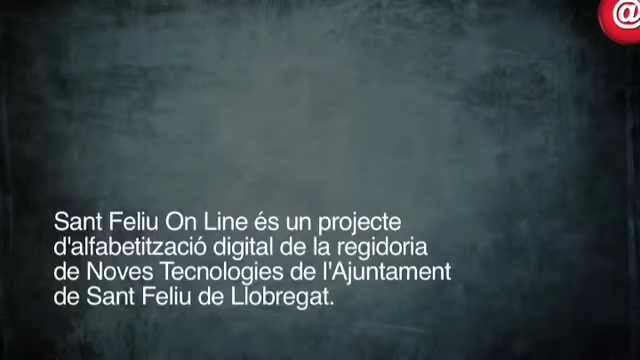 @
Sant Feliu On Line és un projecte
d'alfabetització digital de la regidoria
de Noves Tecnologies de l'Ajuntament
de Sant Feliu de Llobregat.